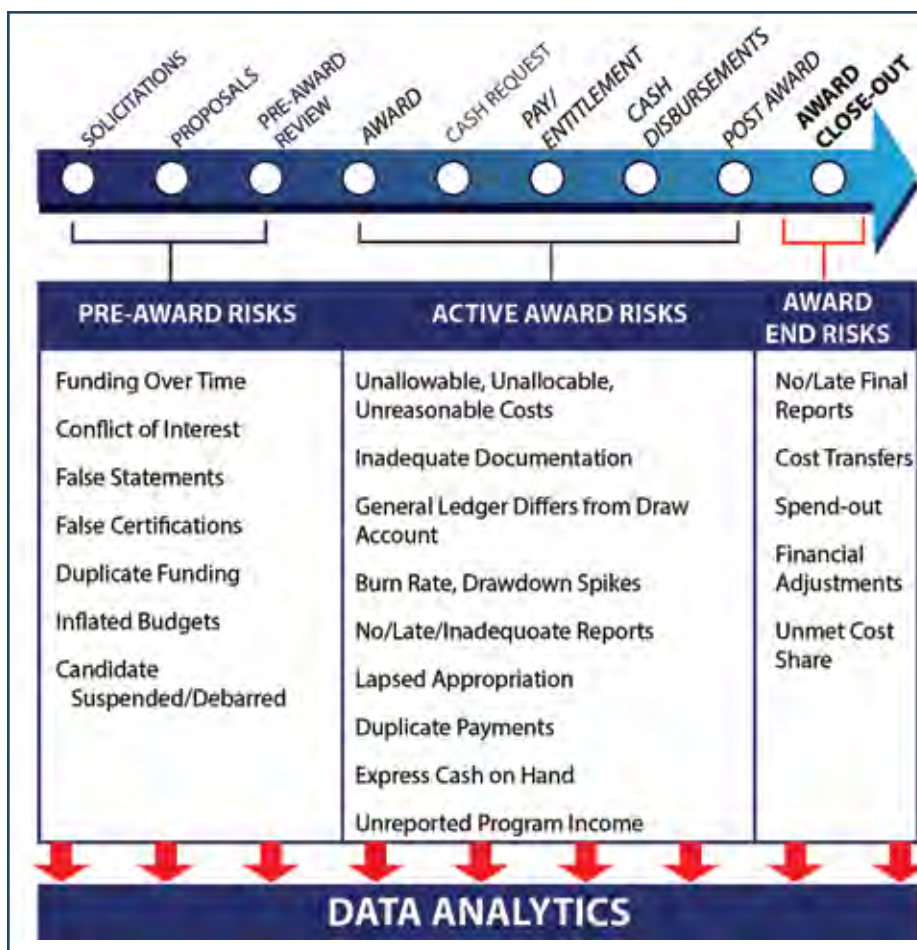 SOLICITATIONS
PROPOSALS
PRE-AWARD
REVIEW
AWARD
CASH REQUEST
PAY/
ENTITLEMENT
CASH
DISBURSEMENTS
POST AWARD
AWARD
CLOSE-OUT
PRE-AWARD RISKS
Funding Over Time
Conflict of Interest
False Statements
False Certifications
Duplicate Funding
Inflated Budgets
Candidate
Suspended/Debarred
ACTIVE AWARD RISKS
Unallowable, Unallocable,
Unreasonable Costs
Inadequate Documentation
General Ledger Differs from Draw
Account
Burn Rate, Drawdown Spikes
No/Late/Inadequoate Reports
Lapsed Appropriation
Duplicate Payments
Express Cash on Hand
Unreported Program Income
AWARD
END RISKS
No/Late Final
Reports
Cost Transfers
Spend-out
Financial
Adjustments
Unmet Cost
Share
DATA ANALYTICS